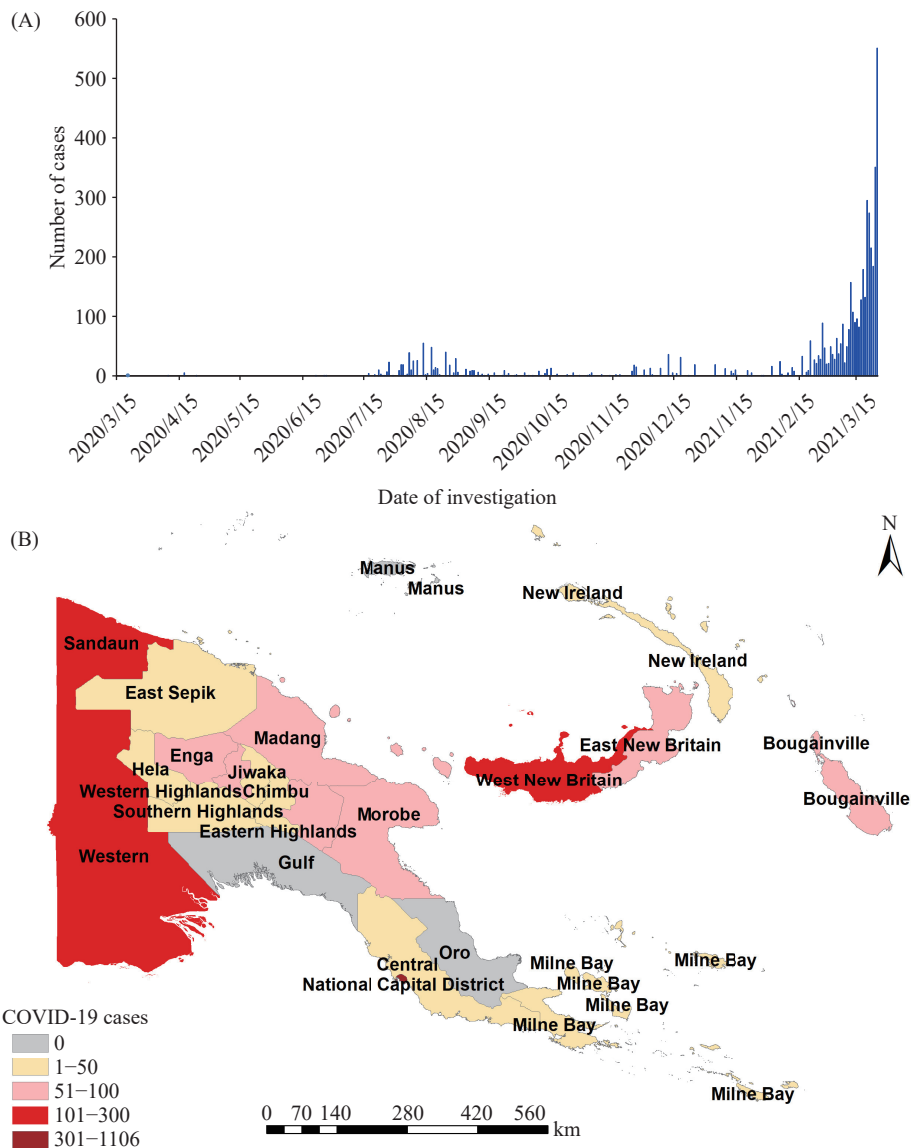 (A)
600
500
400
300
200
100
0
Number of cases
2020/3/15
2020/4/15
2020/5/15
2020/6/15
2020/7/15
2020/8/15
2020/9/15
2020/10/15
2020/11/15
2020/12/15
2021/1/15
2021/2/15
2021/3/15
Date of investigation
(B)
N
Manus
Manus
New Ireland
Sandaun
New Ireland
East Sepik
Madang
East New Britain
Bougainville
Enga
Hela
Jiwaka
West New Britain
Western Highlands
Chimbu
Bougainville
Southern Highlands
Morobe
Eastern Highlands
Western
Gulf
Oro
Central
Milne Bay
Milne Bay
National Capital District
Milne Bay
Milne Bay
Milne Bay
Milne Bay
COVID-19 cases
0
1−50
51−100
101−300
301−1106
0 70 140 280 420 560
km